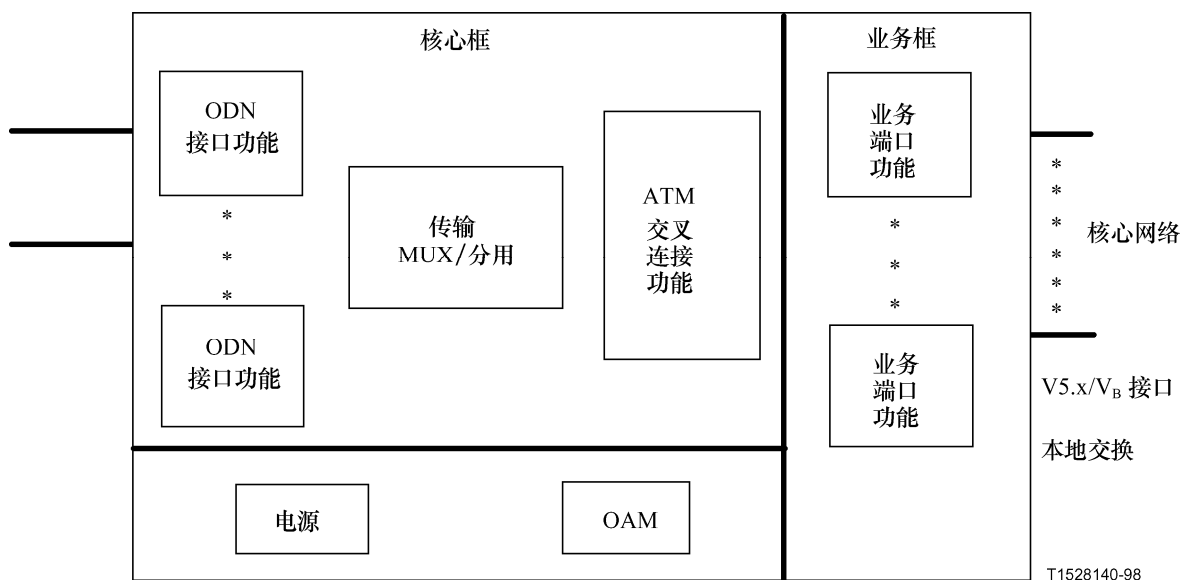 核心框
业务框
ODN
接口功能
*
*
*
ODN
接口功能
传输
MUX/分用
ATM
交叉
连接
功能
业务
端口
功能
*
*
*
业务
端口
功能
*
*
*
*
*
*
核心网络
V5.x/VB 接口
本地交换
电源
OAM
T1528140-98